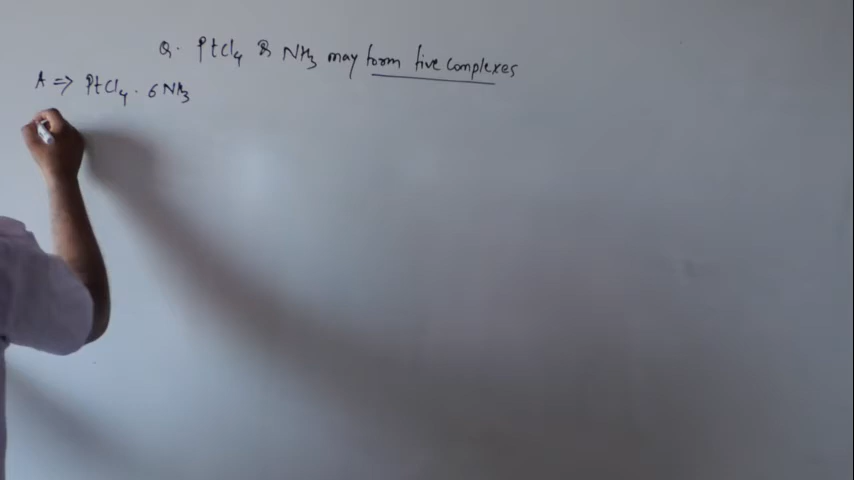 Q. PtCl₄ & NH₃ may form five complexes
A => PtCl₄ . 6 NH₃